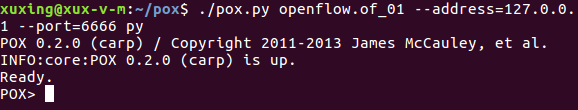 xuxing@xux-v-m:~/pox$ ./pox.py openflow.of_01 --address=127.0.0.
1 --port=6666 py
POX 0.2.0 (carp) / Copyright 2011-2013 James McCauley, et al.
INFO:core:POX 0.2.0 (carp) is up.
Ready.
POX>